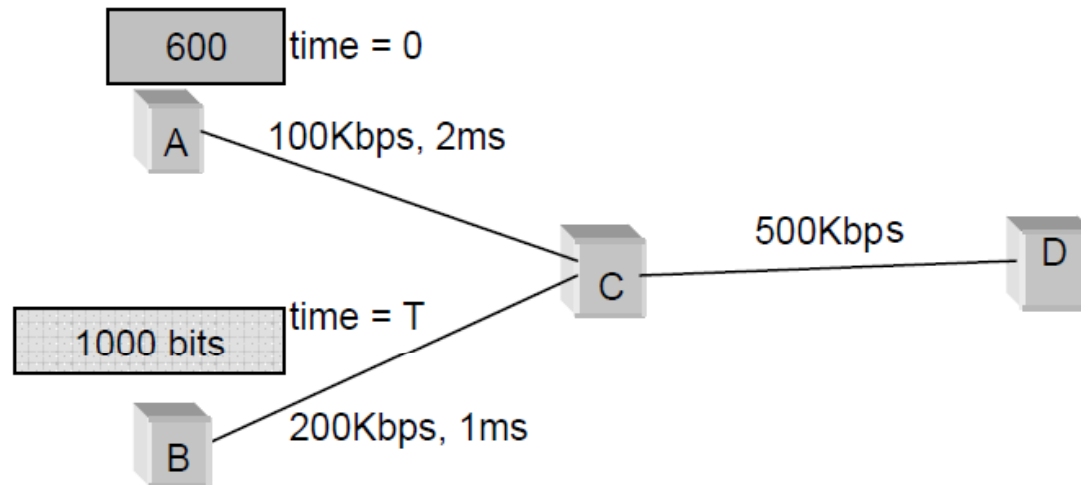 600
time = 0
A
100Kbps, 2ms
500Kbps
D
C
time = T
1000 bits
200Kbps, 1ms
B